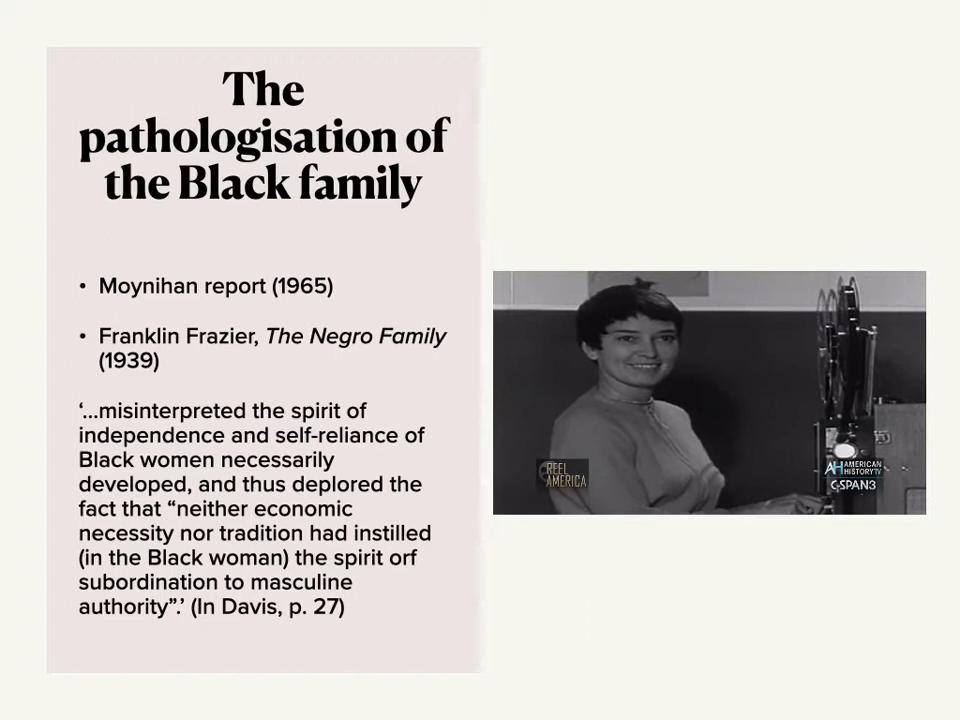 The
pathologisation of
the Black family
• Moynihan report (1965)
• Franklin Frazier, The Negro Family
(1939)
‘...misinterpreted the spirit of
independence and self-reliance of
Black women necessarily
developed, and thus deplored the
fact that “neither economic
necessity nor tradition had instilled
(in the Black woman) the spirit orf
subordination to masculine
authority”.’ (In Davis, p. 27)
REEL
AMERICA
AH AMERICAN
HISTORY TV
C-SPAN3